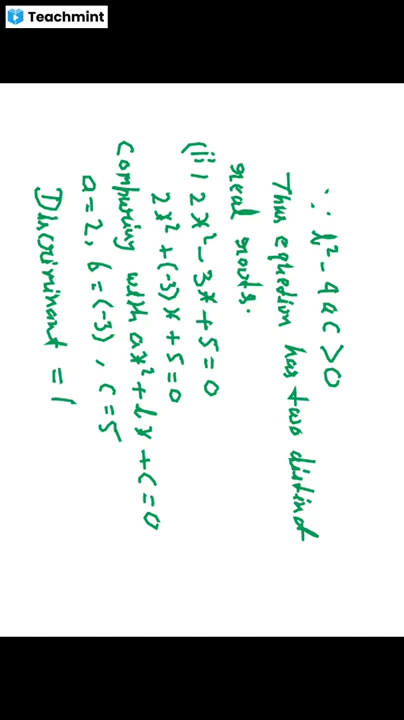 Teachmint
∵ b² - 4ac > 0
Thus equation has two distinct
real roots.
(ii) 2x² - 3x + 5 = 0
2x² + (-3)x + 5 = 0
Comparing with ax² + bx + c = 0
a = 2, b = (-3), c = 5
Discriminant =